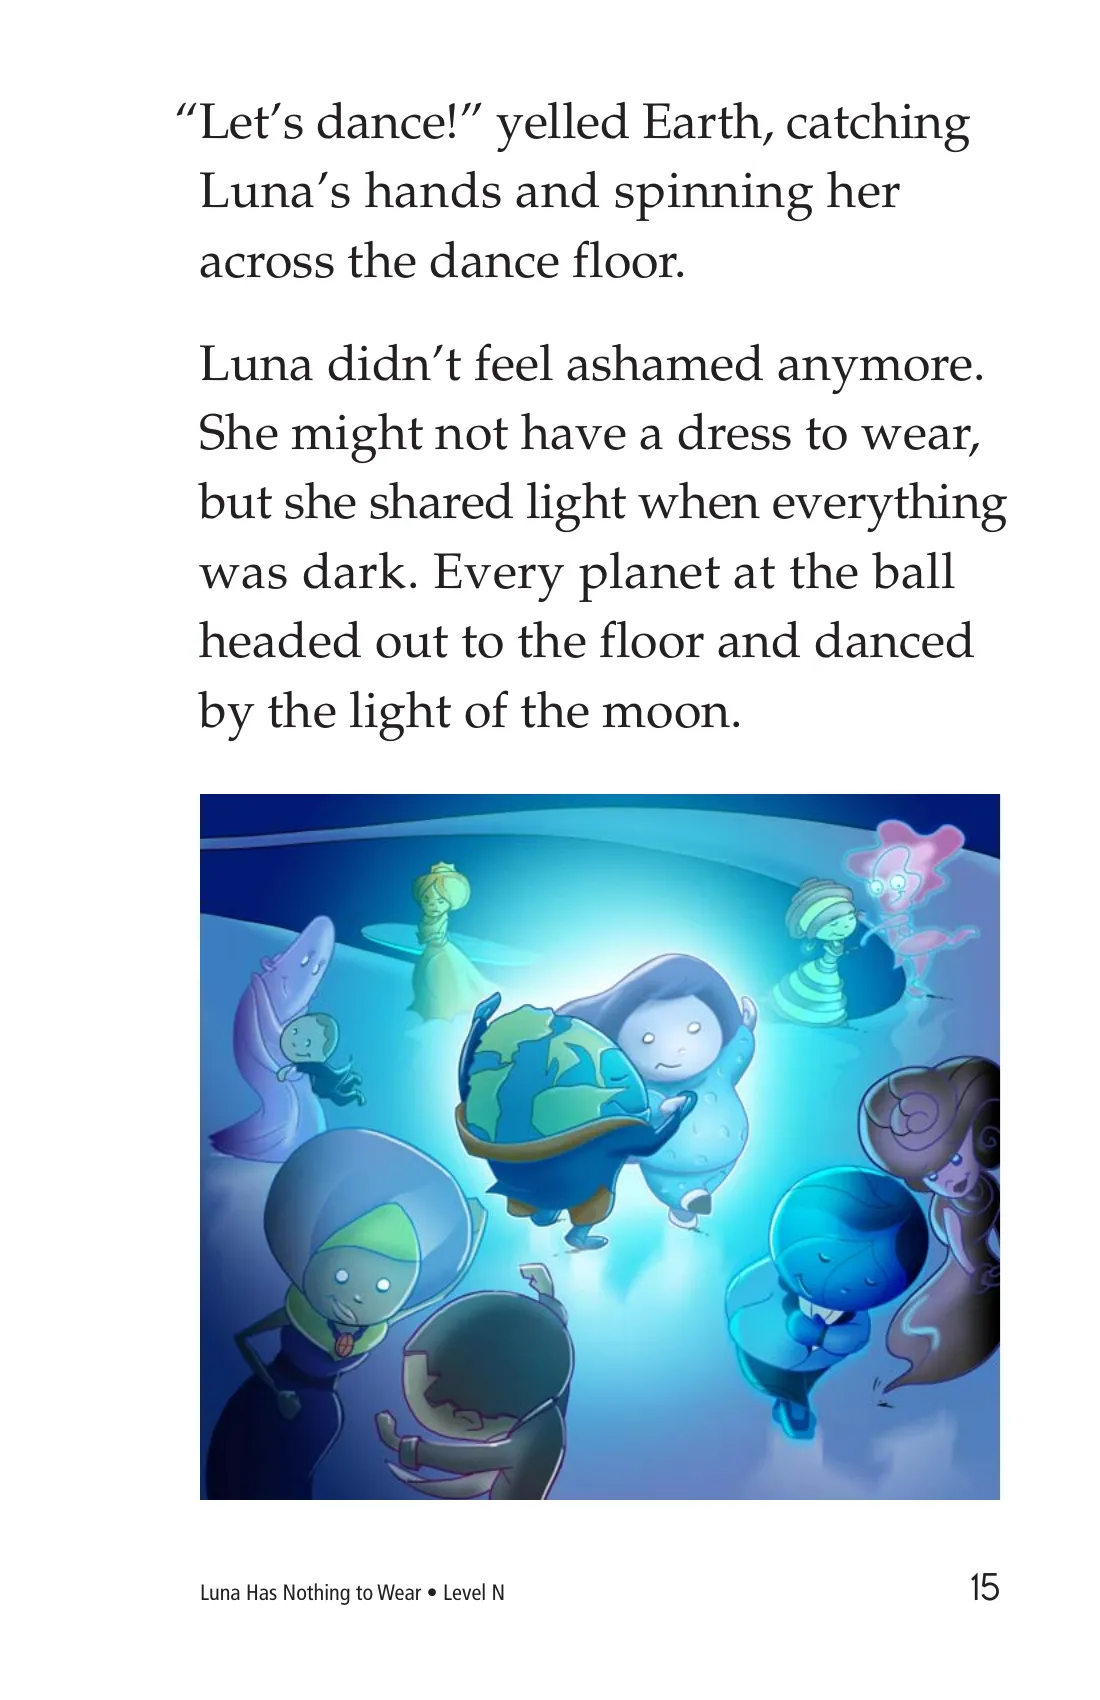 “Let’s dance!” yelled Earth, catching
Luna’s hands and spinning her
across the dance floor.
Luna didn’t feel ashamed anymore.
She might not have a dress to wear,
but she shared light when everything
was dark. Every planet at the ball
headed out to the floor and danced
by the light of the moon.
Luna Has Nothing to Wear • Level N
15